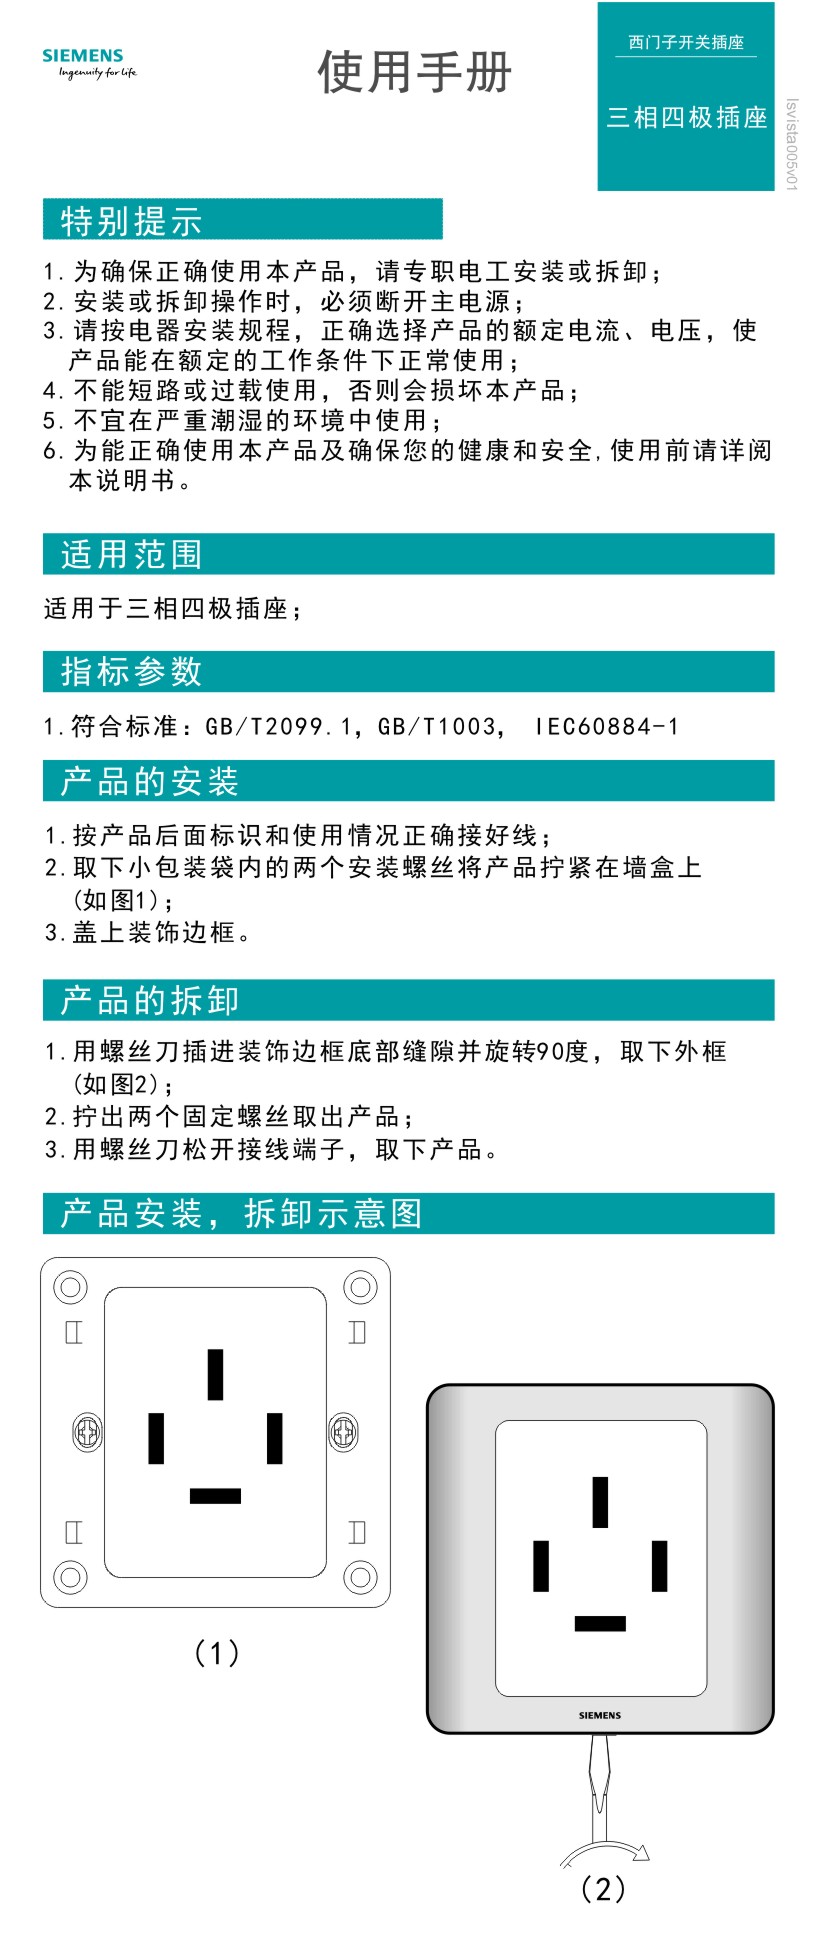 SIEMENS
Ingenuity for life
使用手册
西门子开关插座
三相四极插座
lsvista005v01
特别提示
1. 为确保正确使用本产品，请专职电工安装或拆卸；
2. 安装或拆卸操作时，必须断开主电源；
3. 请按电器安装规程，正确选择产品的额定电流、电压，使
产品能在额定的工作条件下正常使用；
4. 不能短路或过载使用，否则会损坏本产品；
5. 不宜在严重潮湿的环境中使用；
6. 为能正确使用本产品及确保您的健康和安全,使用前请详阅
本说明书。
适用范围
适用于三相四极插座；
指标参数
1.符合标准：GB/T2099.1，GB/T1003， IEC60884-1
产品的安装
1.按产品后面标识和使用情况正确接好线；
2.取下小包装袋内的两个安装螺丝将产品拧紧在墙盒上
(如图1)；
3.盖上装饰边框。
产品的拆卸
1.用螺丝刀插进装饰边框底部缝隙并旋转90度，取下外框
(如图2)；
2.拧出两个固定螺丝取出产品；
3.用螺丝刀松开接线端子，取下产品。
产品安装，拆卸示意图
(1)
SIEMENS
(2)